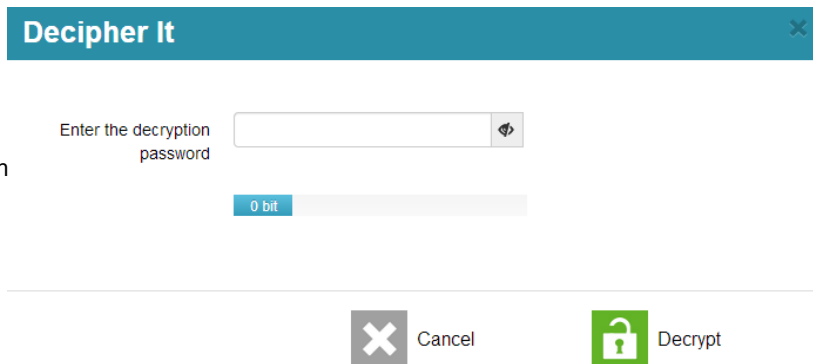 Decipher It
Enter the decryption
password
n
0 bit
Cancel
Decrypt